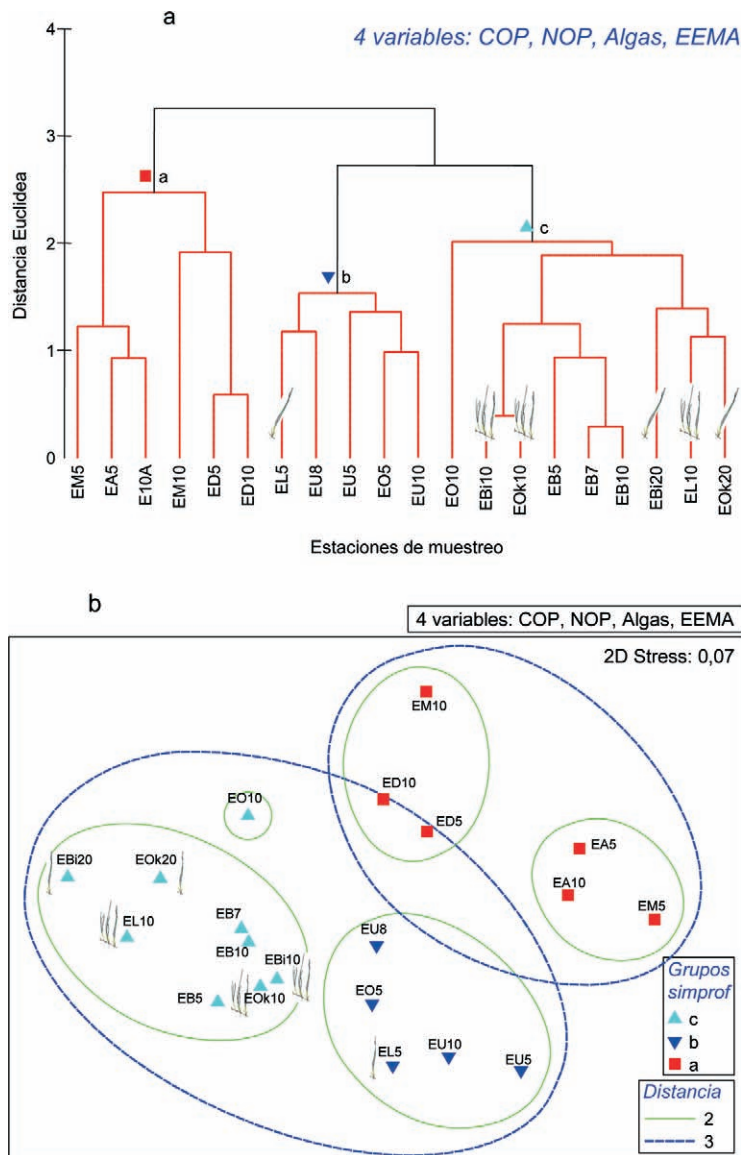 a
4 variables: COP, NOP, Algas, EEMA
4
3
2
1
0
Distancia Euclidea
a
b
c
EM5 EA5 E10A EM10 ED5 ED10 EL5 EU8 EU5 EO5 EU10 EO10 EBi10 EOk10 EB5 EB7 EB10 EBi20 EL10 EOk20
Estaciones de muestreo
b
4 variables: COP, NOP, Algas, EEMA
2D Stress: 0,07
EM10
ED10
EO10
ED5
EA5
EBi20
EOk20
EA10
EM5
EL10
EB7
EU8
EB10
EBi10
EO5
EB5
EOk10
EL5
EU10
EU5
Grupos
simprof
c
b
a
Distancia
2
3